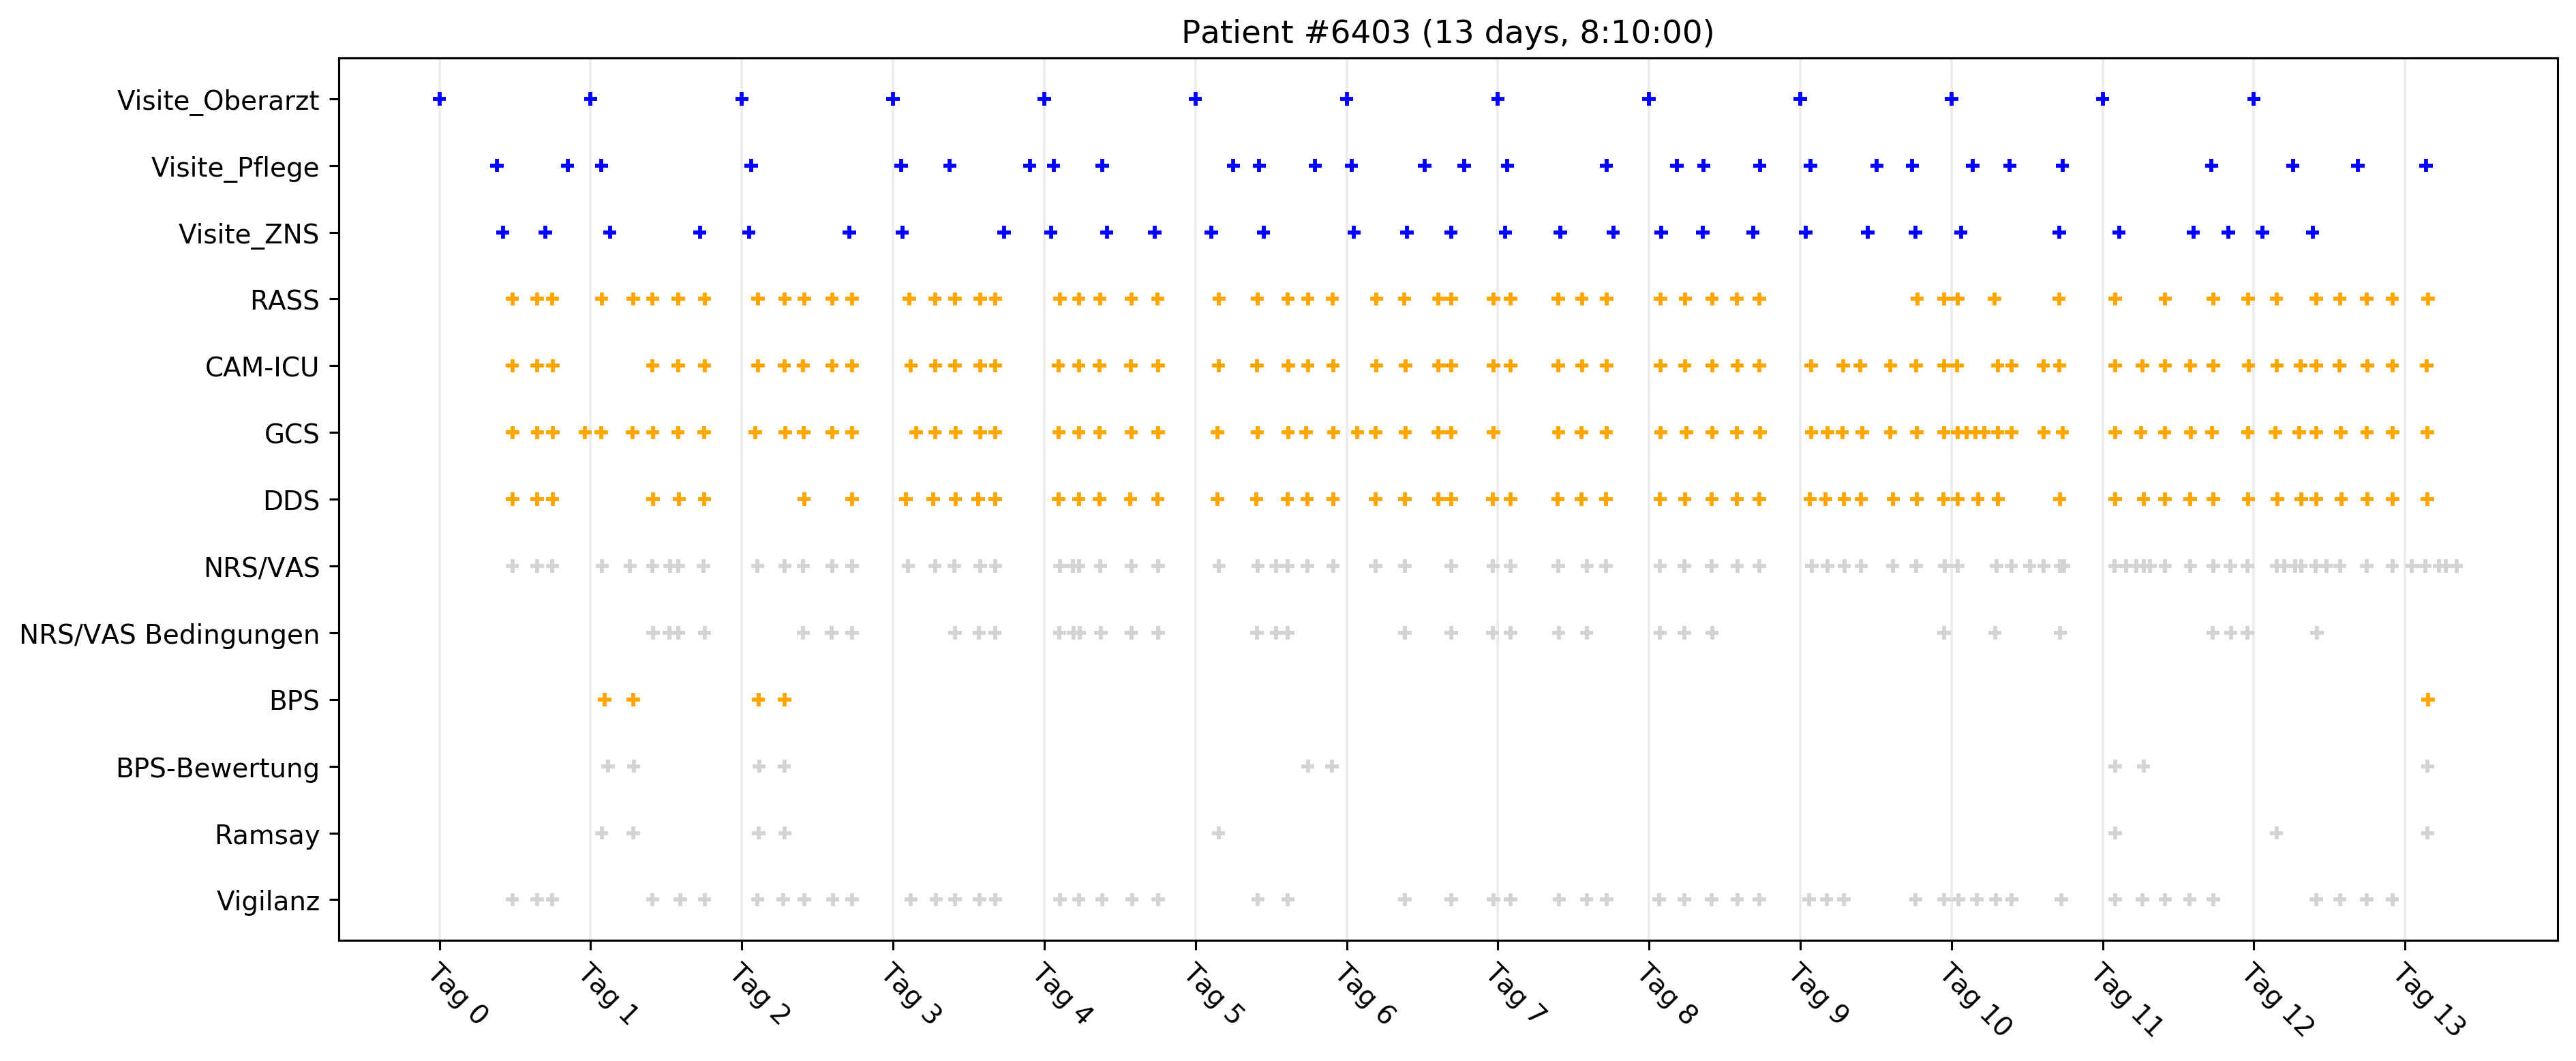 Patient #6403 (13 days, 8:10:00)
Visite_Oberarzt
Visite_Pflege
Visite_ZNS
RASS
CAM-ICU
GCS
DDS
NRS/VAS
NRS/VAS Bedingungen
BPS
BPS-Bewertung
Ramsay
Vigilanz
Tag 0
Tag 1
Tag 2
Tag 3
Tag 4
Tag 5
Tag 6
Tag 7
Tag 8
Tag 9
Tag 10
Tag 11
Tag 12
Tag 13